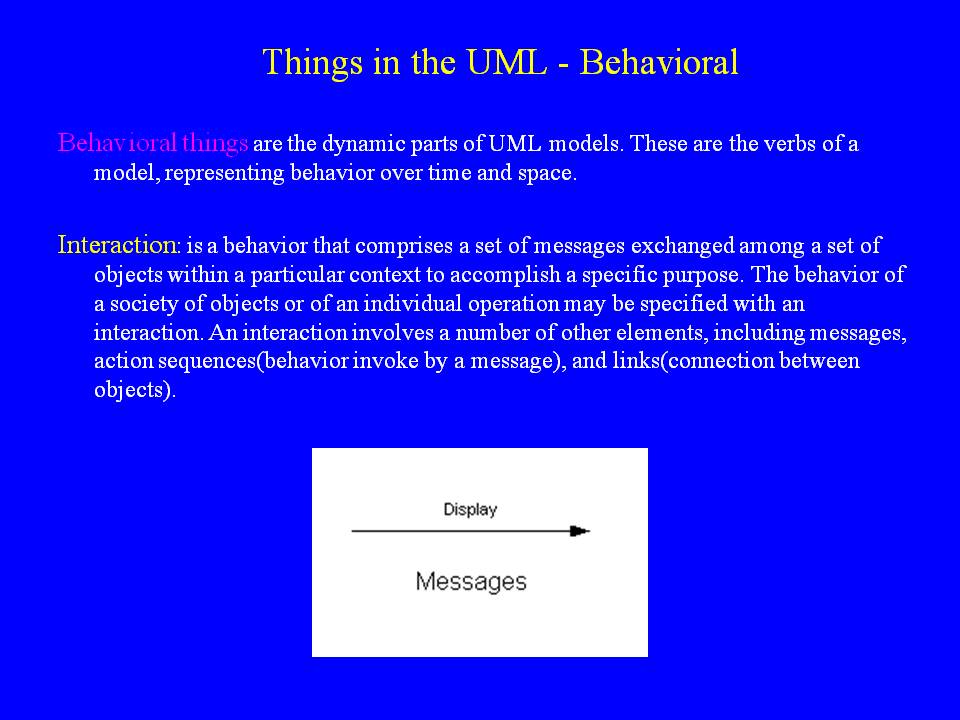 Things in the UML - Behavioral
Behavioral things are the dynamic parts of UML models. These are the verbs of a
model, representing behavior over time and space.
Interaction: is a behavior that comprises a set of messages exchanged among a set of
objects within a particular context to accomplish a specific purpose. The behavior of
a society of objects or of an individual operation may be specified with an
interaction. An interaction involves a number of other elements, including messages,
action sequences(behavior invoke by a message), and links(connection between
objects).
Display
Messages